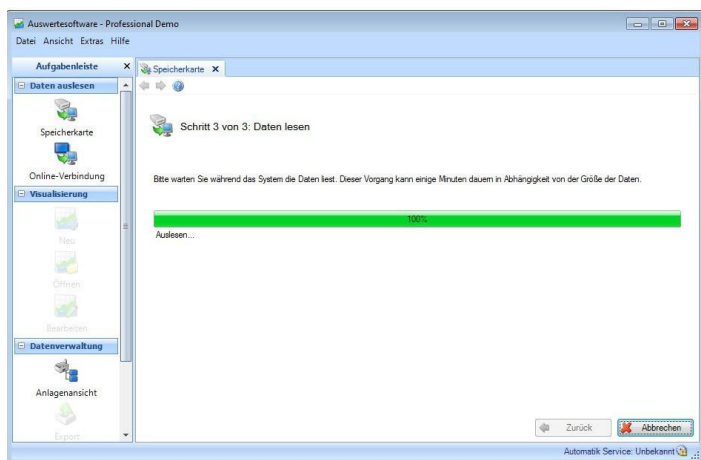 Auswertesoftware - Professional Demo
Datei Ansicht Extras Hilfe
Aufgabenleiste
Daten auslesen
Speicherkarte
Online-Verbindung
Visualisierung
Neu
Öffnen
Bearbeiten
Datenverwaltung
Anlagenansicht
Export
Speicherkarte
Schritt 3 von 3: Daten lesen
Bitte warten Sie während das System die Daten liest. Dieser Vorgang kann einige Minuten dauern in Abhängigkeit von der Größe der Daten.
100%
Auslesen...
Zurück Abbrechen
Automatik Service: Unbekannt